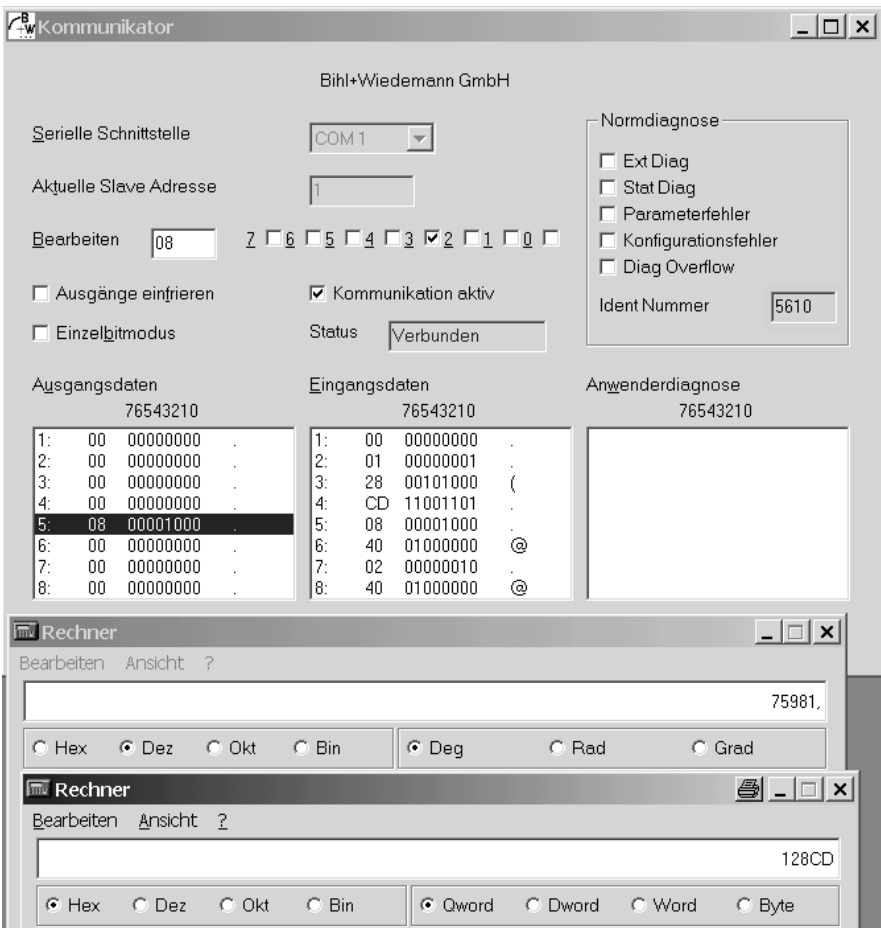 B+W Kommunikator
Bihl+Wiedemann GmbH
Serielle Schnittstelle COM 1
Aktuelle Slave Adresse 1
Bearbeiten 08 7 6 5 4 3 2 1 0
Ausgänge einfrieren Kommunikation aktiv
Einzelbitmodus Status Verbunden
Normdiagnose
Ext Diag
Stat Diag
Parameterfehler
Konfigurationsfehler
Diag Overflow
Ident Nummer 5610
Ausgangsdaten
76543210
1: 00 00000000 .
2: 00 00000000 .
3: 00 00000000 .
4: 00 00000000 .
5: 08 00001000 .
6: 00 00000000 .
7: 00 00000000 .
8: 00 00000000 .
Eingangsdaten
76543210
1: 00 00000000 .
2: 01 00000001 .
3: 28 00101000 (
4: CD 11001101 .
5: 08 00001000 .
6: 40 01000000 @
7: 02 00000010 .
8: 40 01000000 @
Anwenderdiagnose
76543210
Rechner
Bearbeiten Ansicht ?
75981,
Hex Dez Okt Bin Deg Rad Grad
Rechner
Bearbeiten Ansicht ?
128CD
Hex Dez Okt Bin Qword Dword Word Byte